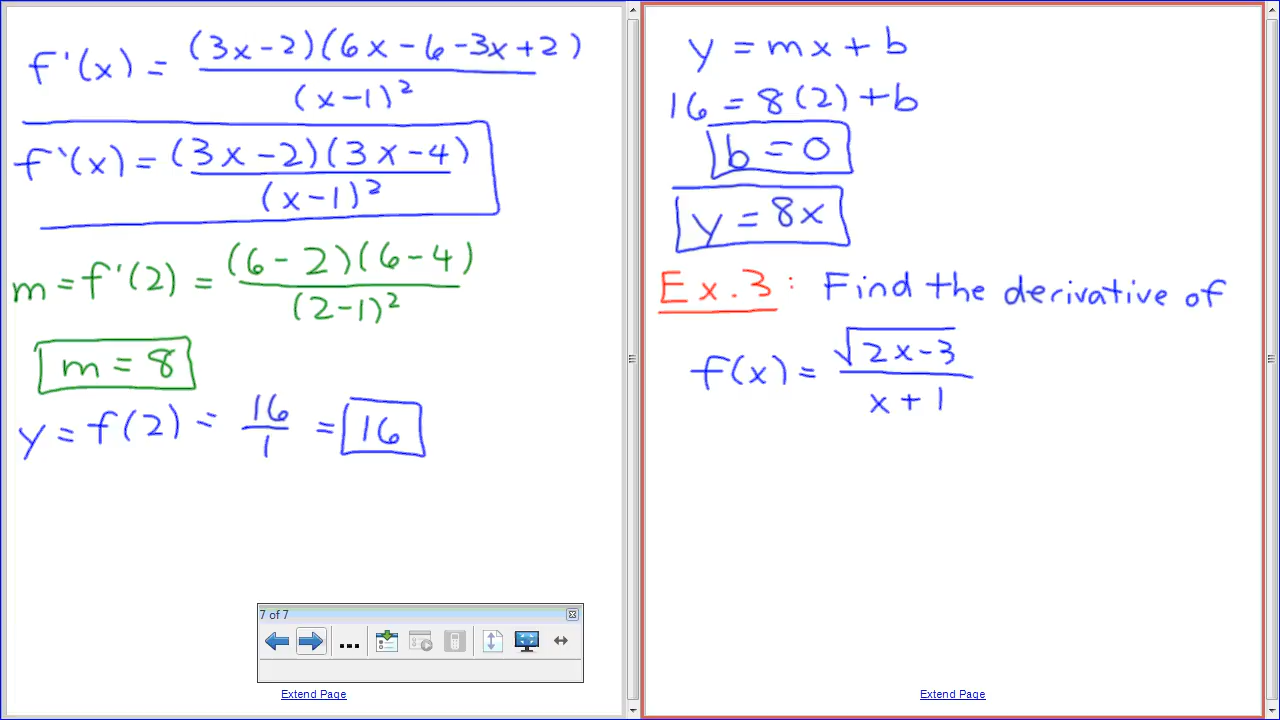 f'(x) = (3x-2)(6x-6-3x+2) / (x-1)²
f'(x) = (3x-2)(3x-4) / (x-1)²
m = f'(2) = (6-2)(6-4) / (2-1)²
m = 8
y = f(2) = 16/1 = 16
7 of 7
...
Extend Page
y = mx + b
16 = 8(2) + b
b = 0
y = 8x
Ex.3: Find the derivative of
f(x) = √(2x-3) / x+1
Extend Page